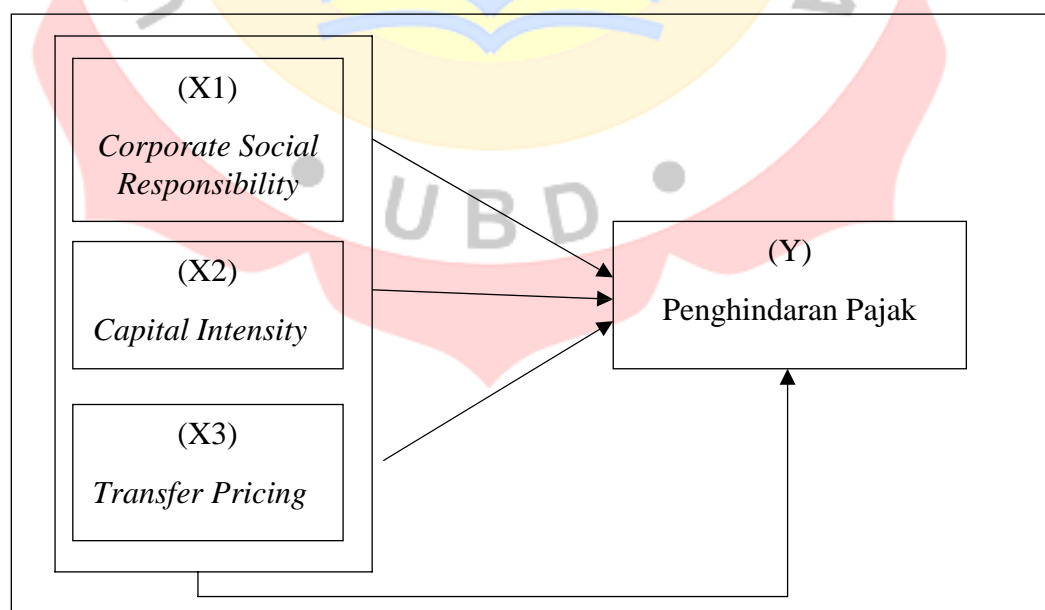 (X1)
Corporate Social
Responsibility
(X2)
Capital Intensity
(X3)
Transfer Pricing
(Y)
Penghindaran Pajak
UBD